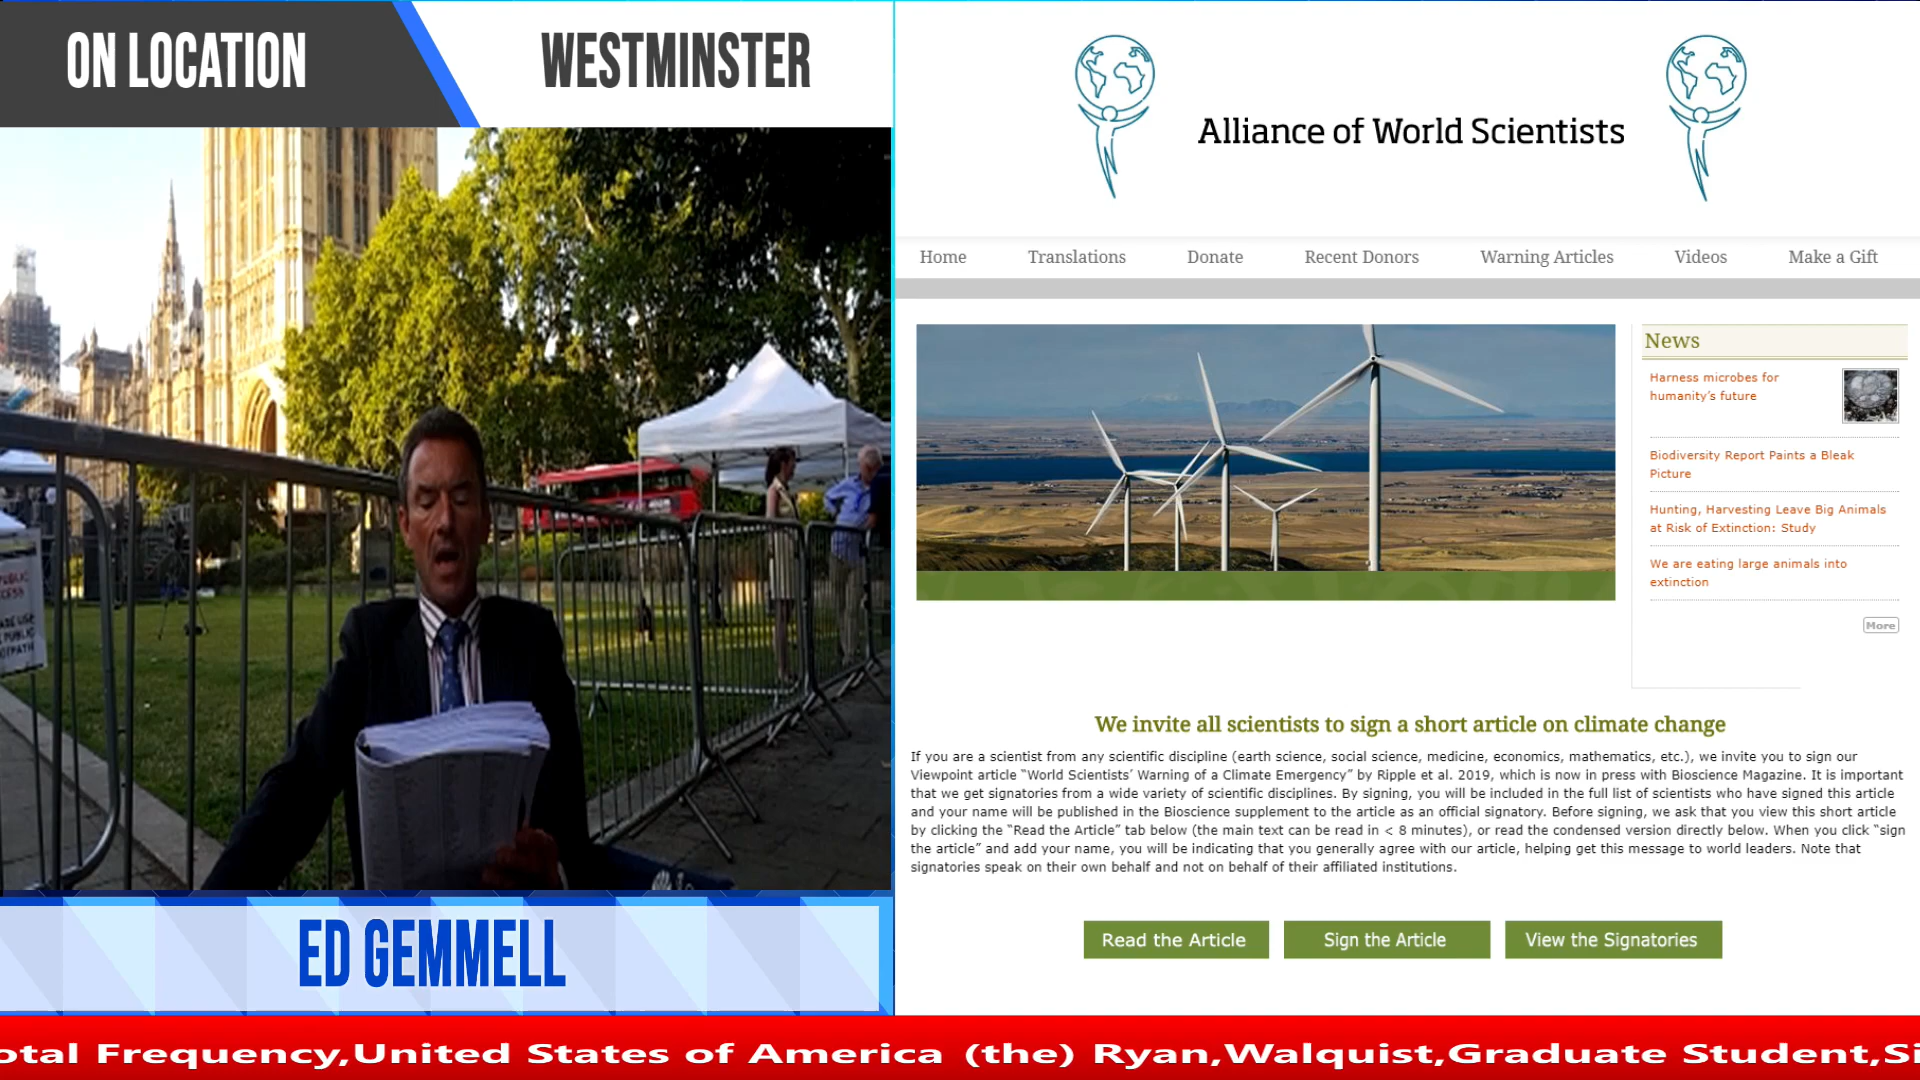 ON LOCATION
WESTMINSTER
PUBLIC
ED GEMMELL
Alliance of World Scientists
Home Translations Donate Recent Donors Warning Articles Videos Make a Gift
News
Harness microbes for
humanity's future
Biodiversity Report Paints a Bleak
Picture
Hunting, Harvesting Leave Big Animals
at Risk of Extinction: Study
We are eating large animals into
extinction
More
We invite all scientists to sign a short article on climate change
If you are a scientist from any scientific discipline (earth science, social science, medicine, economics, mathematics, etc.), we invite you to sign our
Viewpoint article "World Scientists' Warning of a Climate Emergency" by Ripple et al. 2019, which is now in press with Bioscience Magazine. It is important
that we get signatories from a wide variety of scientific disciplines. By signing, you will be included in the full list of scientists who have signed this article
and your name will be published in the Bioscience supplement to the article as an official signatory. Before signing, we ask that you view this short article
by clicking the "Read the Article" tab below (the main text can be read in < 8 minutes), or read the condensed version directly below. When you click "sign
the article" and add your name, you will be indicating that you generally agree with our article, helping get this message to world leaders. Note that
signatories speak on their own behalf and not on behalf of their affiliated institutions.
Read the Article
Sign the Article
View the Signatories
otal Frequency,United States of America (the) Ryan,Walquist,Graduate Student,Si